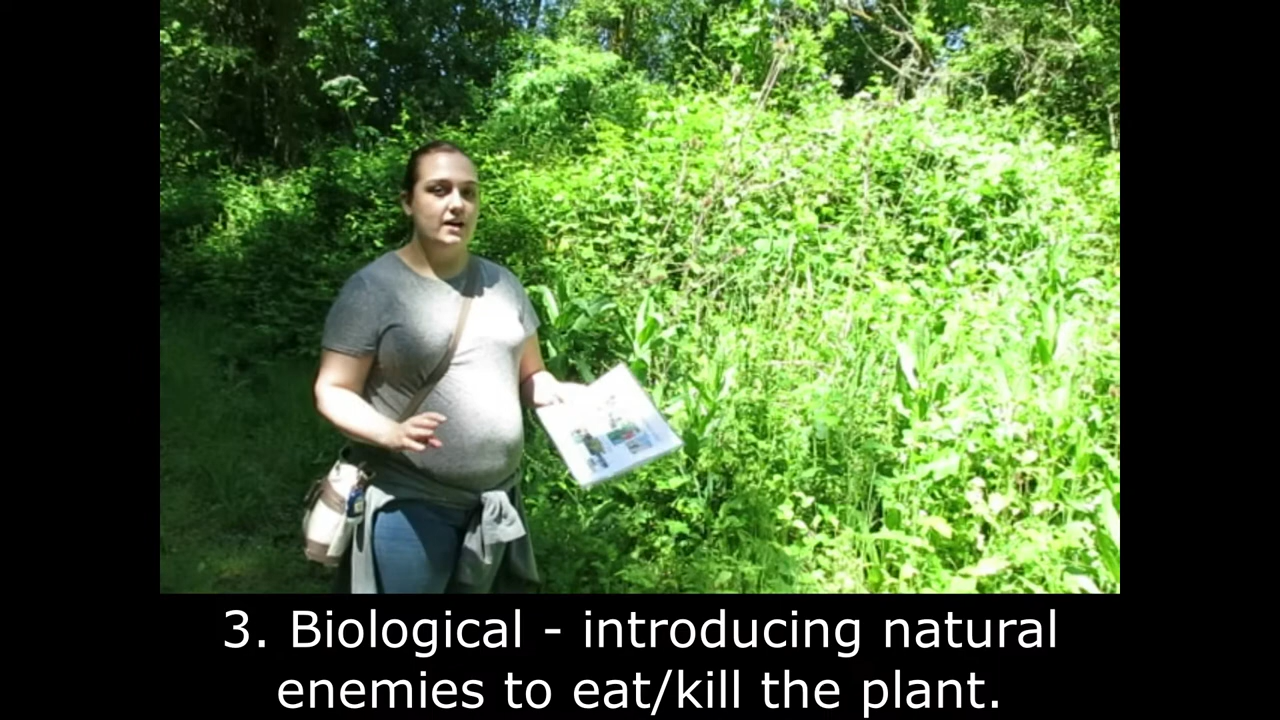 3. Biological - introducing natural
enemies to eat/kill the plant.